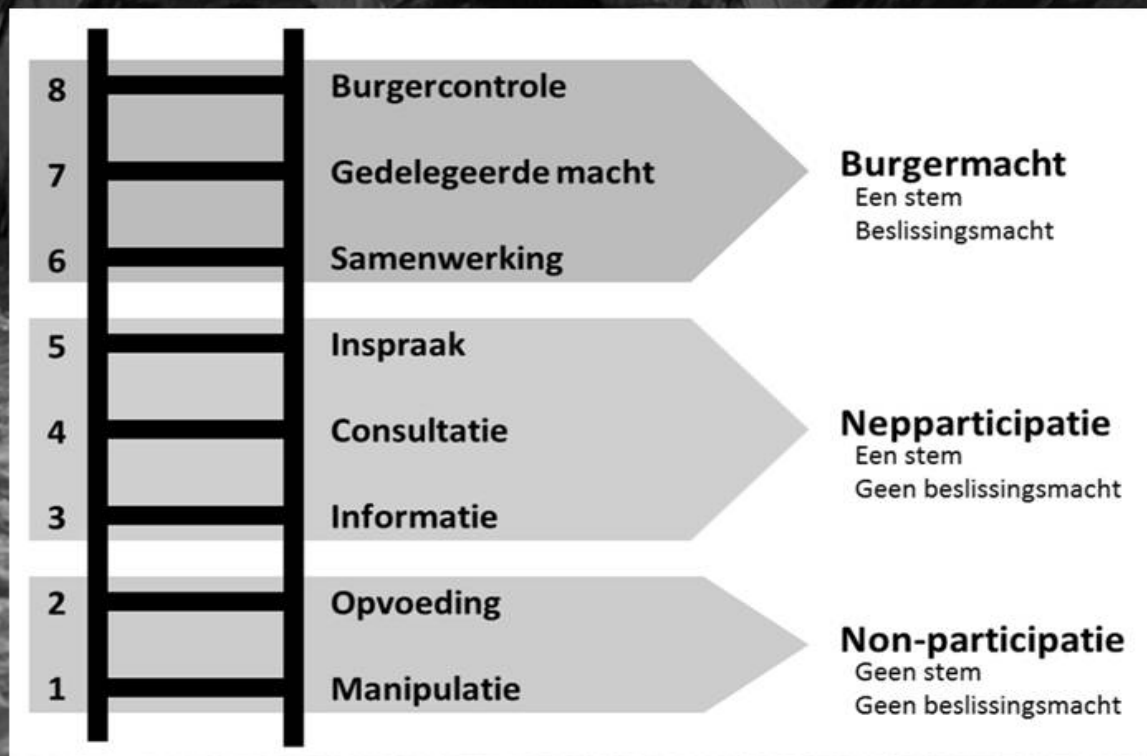 8 Burgercontrole
7 Gedelegeerde macht
6 Samenwerking
Burgermacht
Een stem
Beslissingsmacht
5 Inspraak
4 Consultatie
3 Informatie
Nepparticipatie
Een stem
Geen beslissingsmacht
2 Opvoeding
1 Manipulatie
Non-participatie
Geen stem
Geen beslissingsmacht